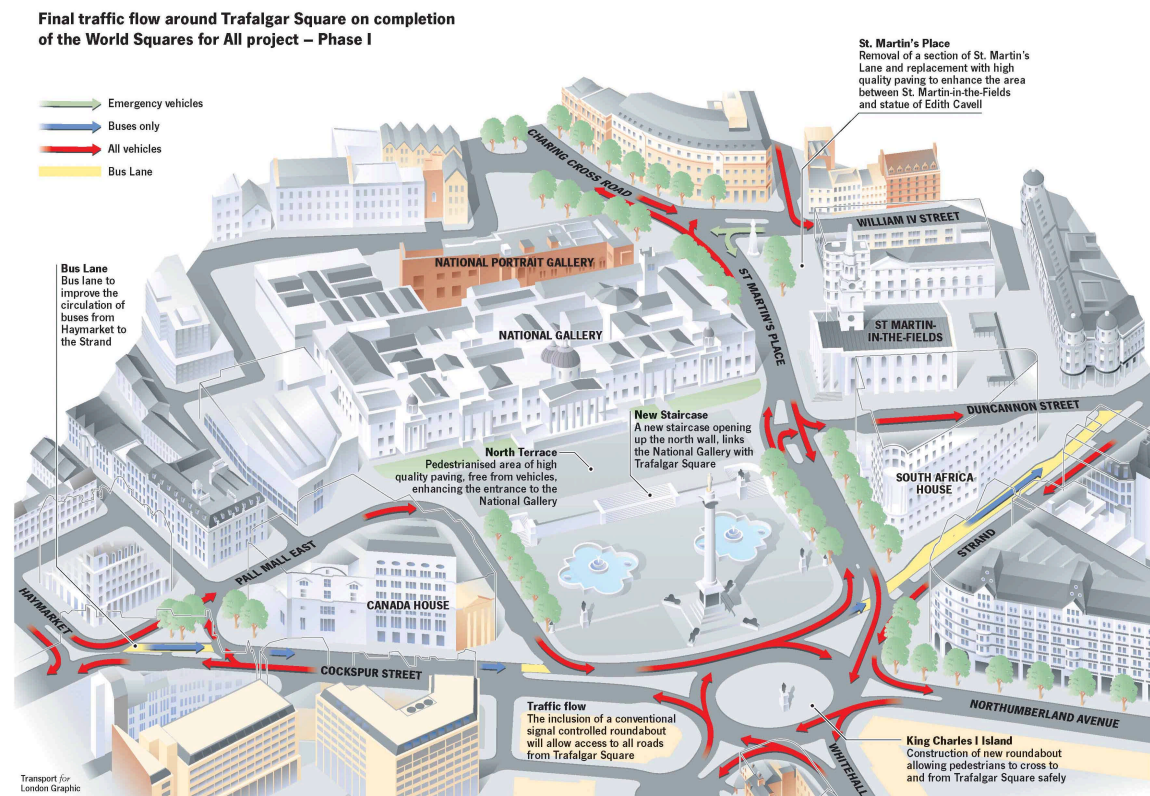 Final traffic flow around Trafalgar Square on completion
of the World Squares for All project – Phase I
Emergency vehicles
Buses only
All vehicles
Bus Lane
St. Martin's Place
Removal of a section of St. Martin's
Lane and replacement with high
quality paving to enhance the area
between St. Martin-in-the-Fields
and statue of Edith Cavell
CHARING CROSS ROAD
WILLIAM IV STREET
NATIONAL PORTRAIT GALLERY
Bus Lane
Bus lane to
improve the
circulation of
buses from
Haymarket to
the Strand
NATIONAL GALLERY
ST MARTIN'S PLACE
ST MARTIN-
IN-THE-FIELDS
DUNCANNON STREET
New Staircase
A new staircase opening
up the north wall, links
the National Gallery with
Trafalgar Square
North Terrace
Pedestrianised area of high
quality paving, free from vehicles,
enhancing the entrance to the
National Gallery
SOUTH AFRICA
HOUSE
STRAND
PALL MALL EAST
CANADA HOUSE
HAYMARKET
COCKSPUR STREET
Traffic flow
The inclusion of a conventional
signal controlled roundabout
will allow access to all roads
from Trafalgar Square
NORTHUMBERLAND AVENUE
WHITEHALL
King Charles I Island
Construction of new roundabout
allowing pedestrians to cross to
and from Trafalgar Square safely
Transport for
London Graphic